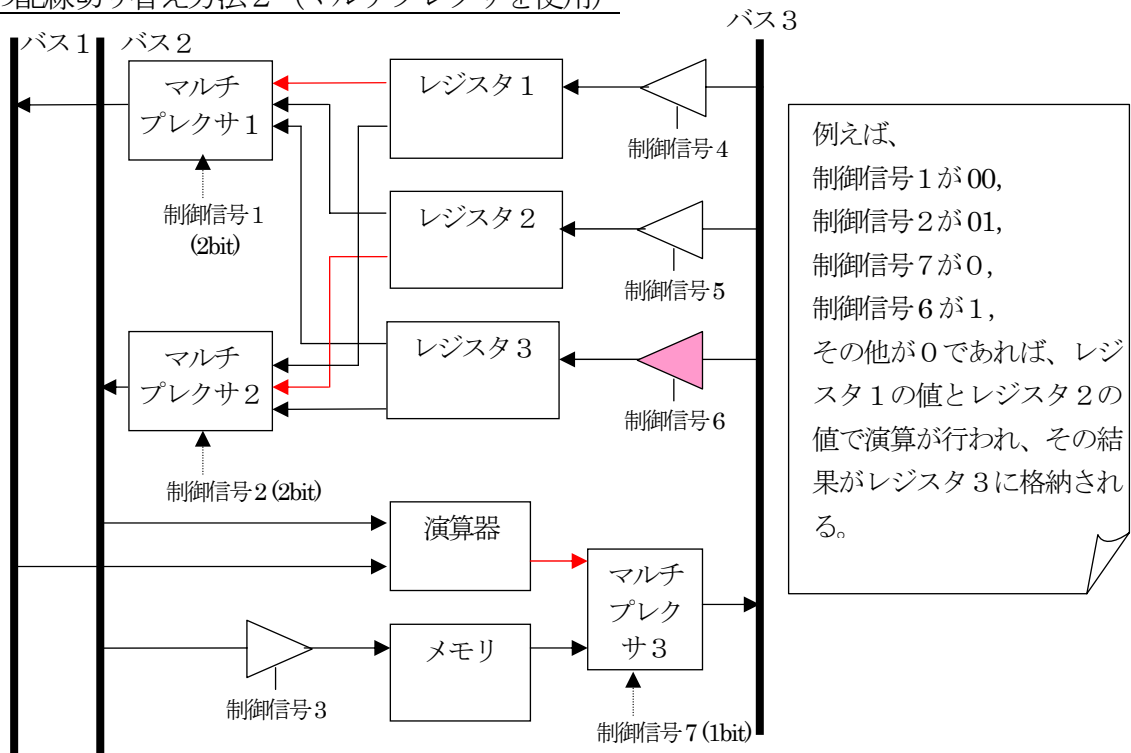 の配線切り替え方法２（マルチプレクサを使用）
バス３
バス１
バス２
マルチ
プレクサ１
レジスタ１
制御信号４
制御信号１
(2bit)
レジスタ２
制御信号５
マルチ
プレクサ２
レジスタ３
制御信号６
制御信号２(2bit)
演算器
マルチ
プレク
サ３
メモリ
制御信号３
制御信号７(1bit)
例えば、
制御信号１が 00,
制御信号２が 01,
制御信号７が０,
制御信号６が１,
その他が０であれば、レジ
スタ１の値とレジスタ２の
値で演算が行われ、その結
果がレジスタ３に格納され
る。